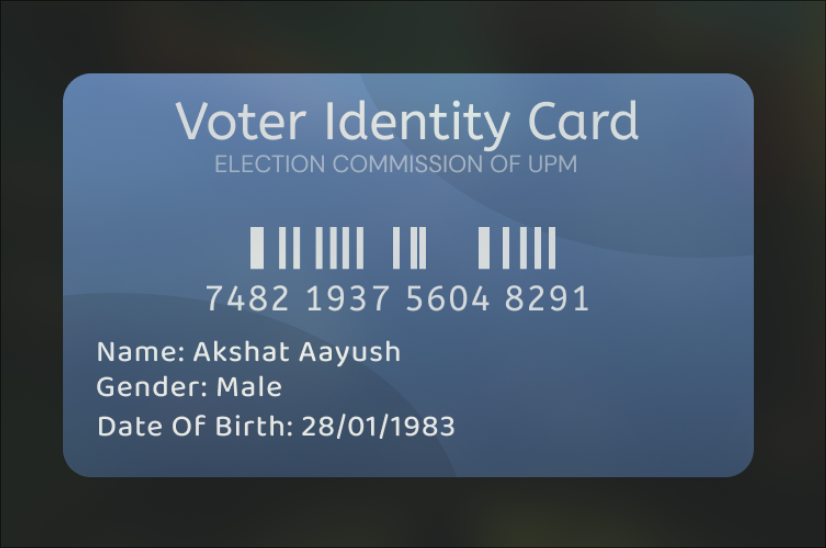 Voter Identity Card
ELECTION COMMISSION OF UPM
7482 1937 5604 8291
Name: Akshat Aayush
Gender: Male
Date Of Birth: 28/01/1983